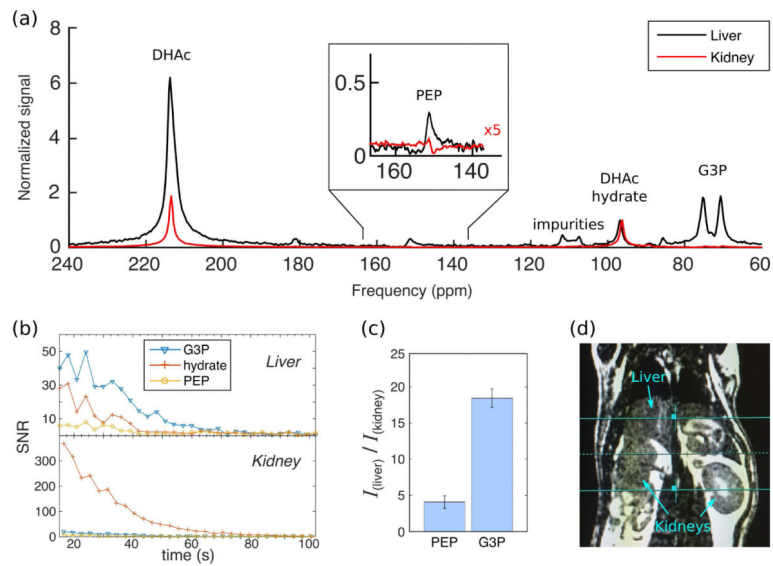 (a)
Normalized signal
8
6
4
2
0
DHAc
0.5
0
PEP
x5
160
140
Liver
Kidney
impurities
DHAc
hydrate
G3P
240
220
200
180
160
140
120
100
80
60
Frequency (ppm)
(b)
SNR
50
30
10
G3P
hydrate
PEP
Liver
300
200
100
0
Kidney
20
40
60
80
100
time (s)
(c)
I(liver) / I(kidney)
25
20
15
10
5
0
PEP
G3P
(d)
Liver
Kidneys